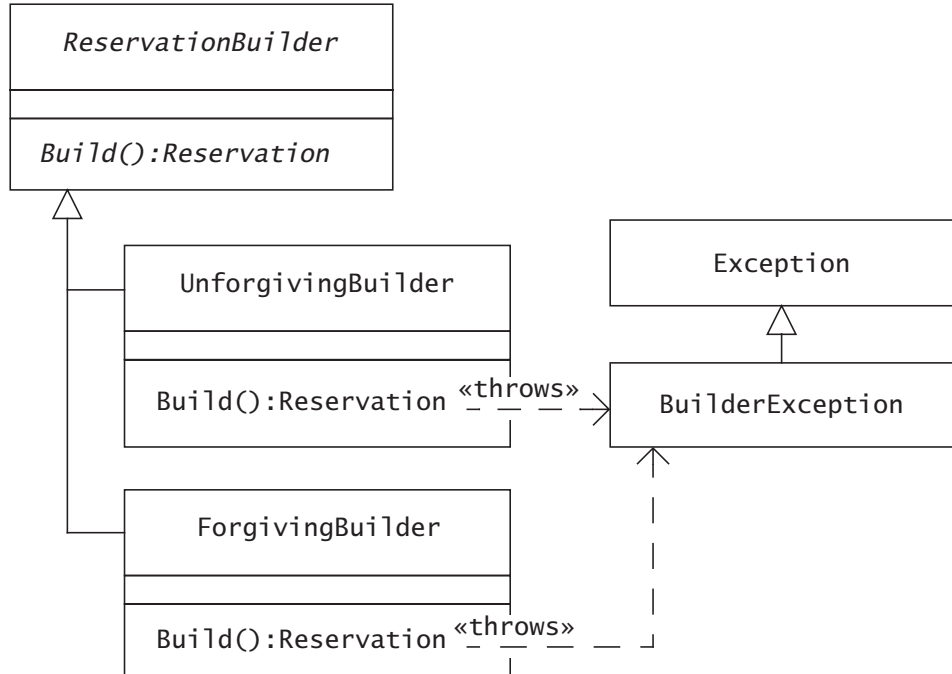 ReservationBuilder
Build():Reservation
UnforgivingBuilder
Build():Reservation
«throws»
Exception
BuilderException
ForgivingBuilder
Build():Reservation
«throws»